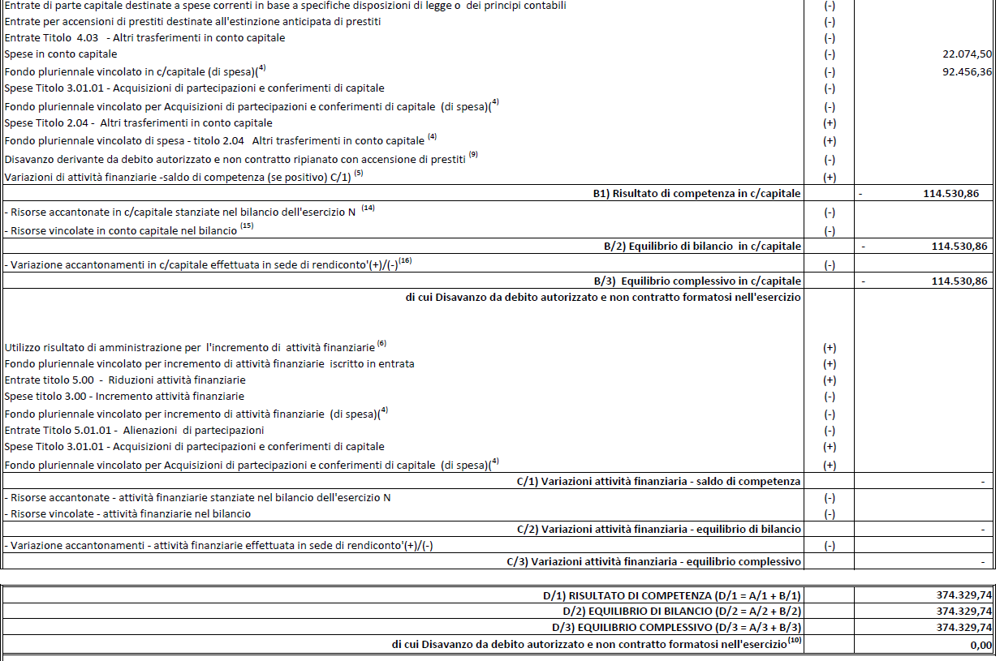 Entrate di parte capitale destinate a spese correnti in base a specifiche disposizioni di legge o dei principi contabili (-)
Entrate per accensioni di prestiti destinate all'estinzione anticipata di prestiti (-)
Entrate Titolo 4.03 - Altri trasferimenti in conto capitale (-)
Spese in conto capitale (-) 22.074,50
Fondo pluriennale vincolato in c/capitale (di spesa)(4) (-) 92.456,36
Spese Titolo 3.01.01 - Acquisizioni di partecipazioni e conferimenti di capitale (-)
Fondo pluriennale vincolato per Acquisizioni di partecipazioni e conferimenti di capitale (di spesa)(4) (-)
Spese Titolo 2.04 - Altri trasferimenti in conto capitale (+)
Fondo pluriennale vincolato di spesa - titolo 2.04 Altri trasferimenti in conto capitale (4) (+)
Disavanzo derivante da debito autorizzato e non contratto ripianato con accensione di prestiti (9) (-)
Variazioni di attività finanziarie -saldo di competenza (se positivo) C/1) (5) (+)
B1) Risultato di competenza in c/capitale - 114.530,86
- Risorse accantonate in c/capitale stanziate nel bilancio dell'esercizio N (14) (-)
- Risorse vincolate in conto capitale nel bilancio (15) (-)
B/2) Equilibrio di bilancio in c/capitale - 114.530,86
- Variazione accantonamenti in c/capitale effettuata in sede di rendiconto'(+)/(-)(16) (-)
B/3) Equilibrio complessivo in c/capitale - 114.530,86
di cui Disavanzo da debito autorizzato e non contratto formatosi nell'esercizio
Utilizzo risultato di amministrazione per l'incremento di attività finanziarie (6) (+)
Fondo pluriennale vincolato per incremento di attività finanziarie iscritto in entrata (+)
Entrate titolo 5.00 - Riduzioni attività finanziarie (+)
Spese titolo 3.00 - Incremento attività finanziarie (-)
Fondo pluriennale vincolato per incremento di attività finanziarie (di spesa)(4) (-)
Entrate Titolo 5.01.01 - Alienazioni di partecipazioni (-)
Spese Titolo 3.01.01 - Acquisizioni di partecipazioni e conferimenti di capitale (+)
Fondo pluriennale vincolato per Acquisizioni di partecipazioni e conferimenti di capitale (di spesa)(4) (+)
C/1) Variazioni attività finanziaria - saldo di competenza -
- Risorse accantonate - attività finanziarie stanziate nel bilancio dell'esercizio N (-)
- Risorse vincolate - attività finanziarie nel bilancio (-)
C/2) Variazioni attività finanziaria - equilibrio di bilancio -
- Variazione accantonamenti - attività finanziarie effettuata in sede di rendiconto'(+)/(-) (-)
C/3) Variazioni attività finanziaria - equilibrio complessivo -
D/1) RISULTATO DI COMPETENZA (D/1 = A/1 + B/1) 374.329,74
D/2) EQUILIBRIO DI BILANCIO (D/2 = A/2 + B/2) 374.329,74
D/3) EQUILIBRIO COMPLESSIVO (D/3 = A/3 + B/3) 374.329,74
di cui Disavanzo da debito autorizzato e non contratto formatosi nell'esercizio(10) 0,00